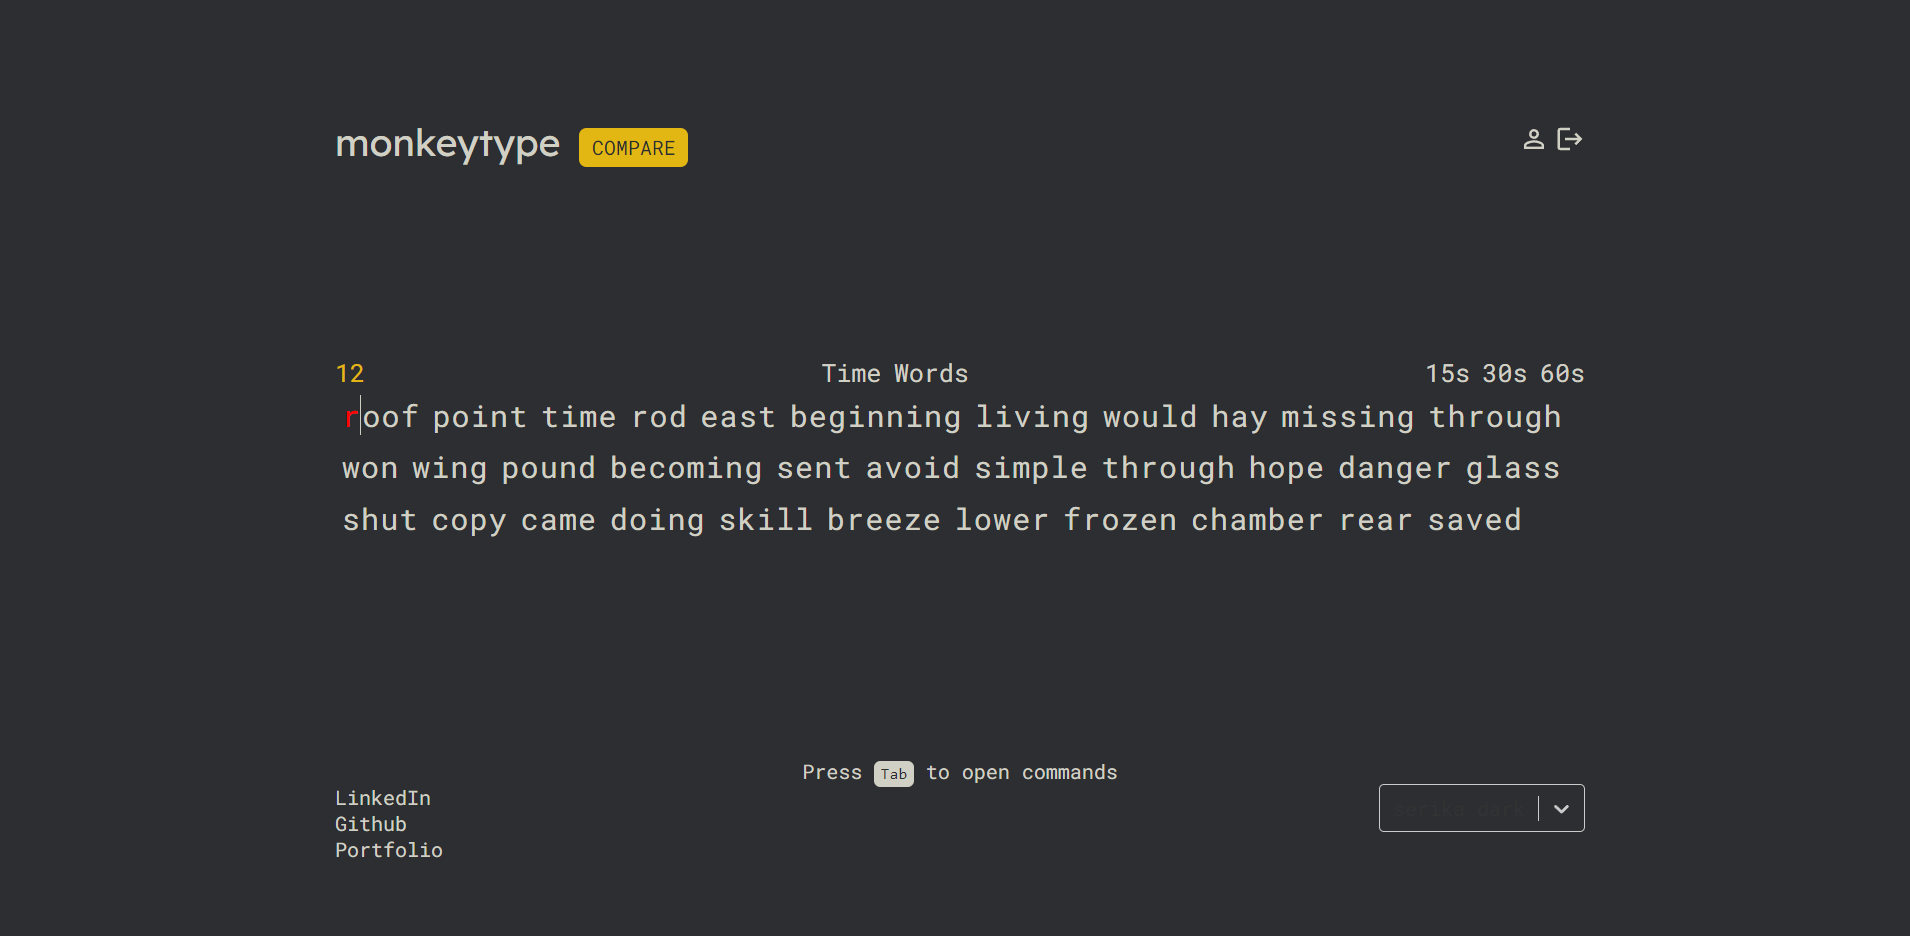 monkeytype COMPARE
12 Time Words 15s 30s 60s
roof point time rod east beginning living would hay missing through
won wing pound becoming sent avoid simple through hope danger glass
shut copy came doing skill breeze lower frozen chamber rear saved
Press Tab to open commands
LinkedIn
serika dark
Github
Portfolio